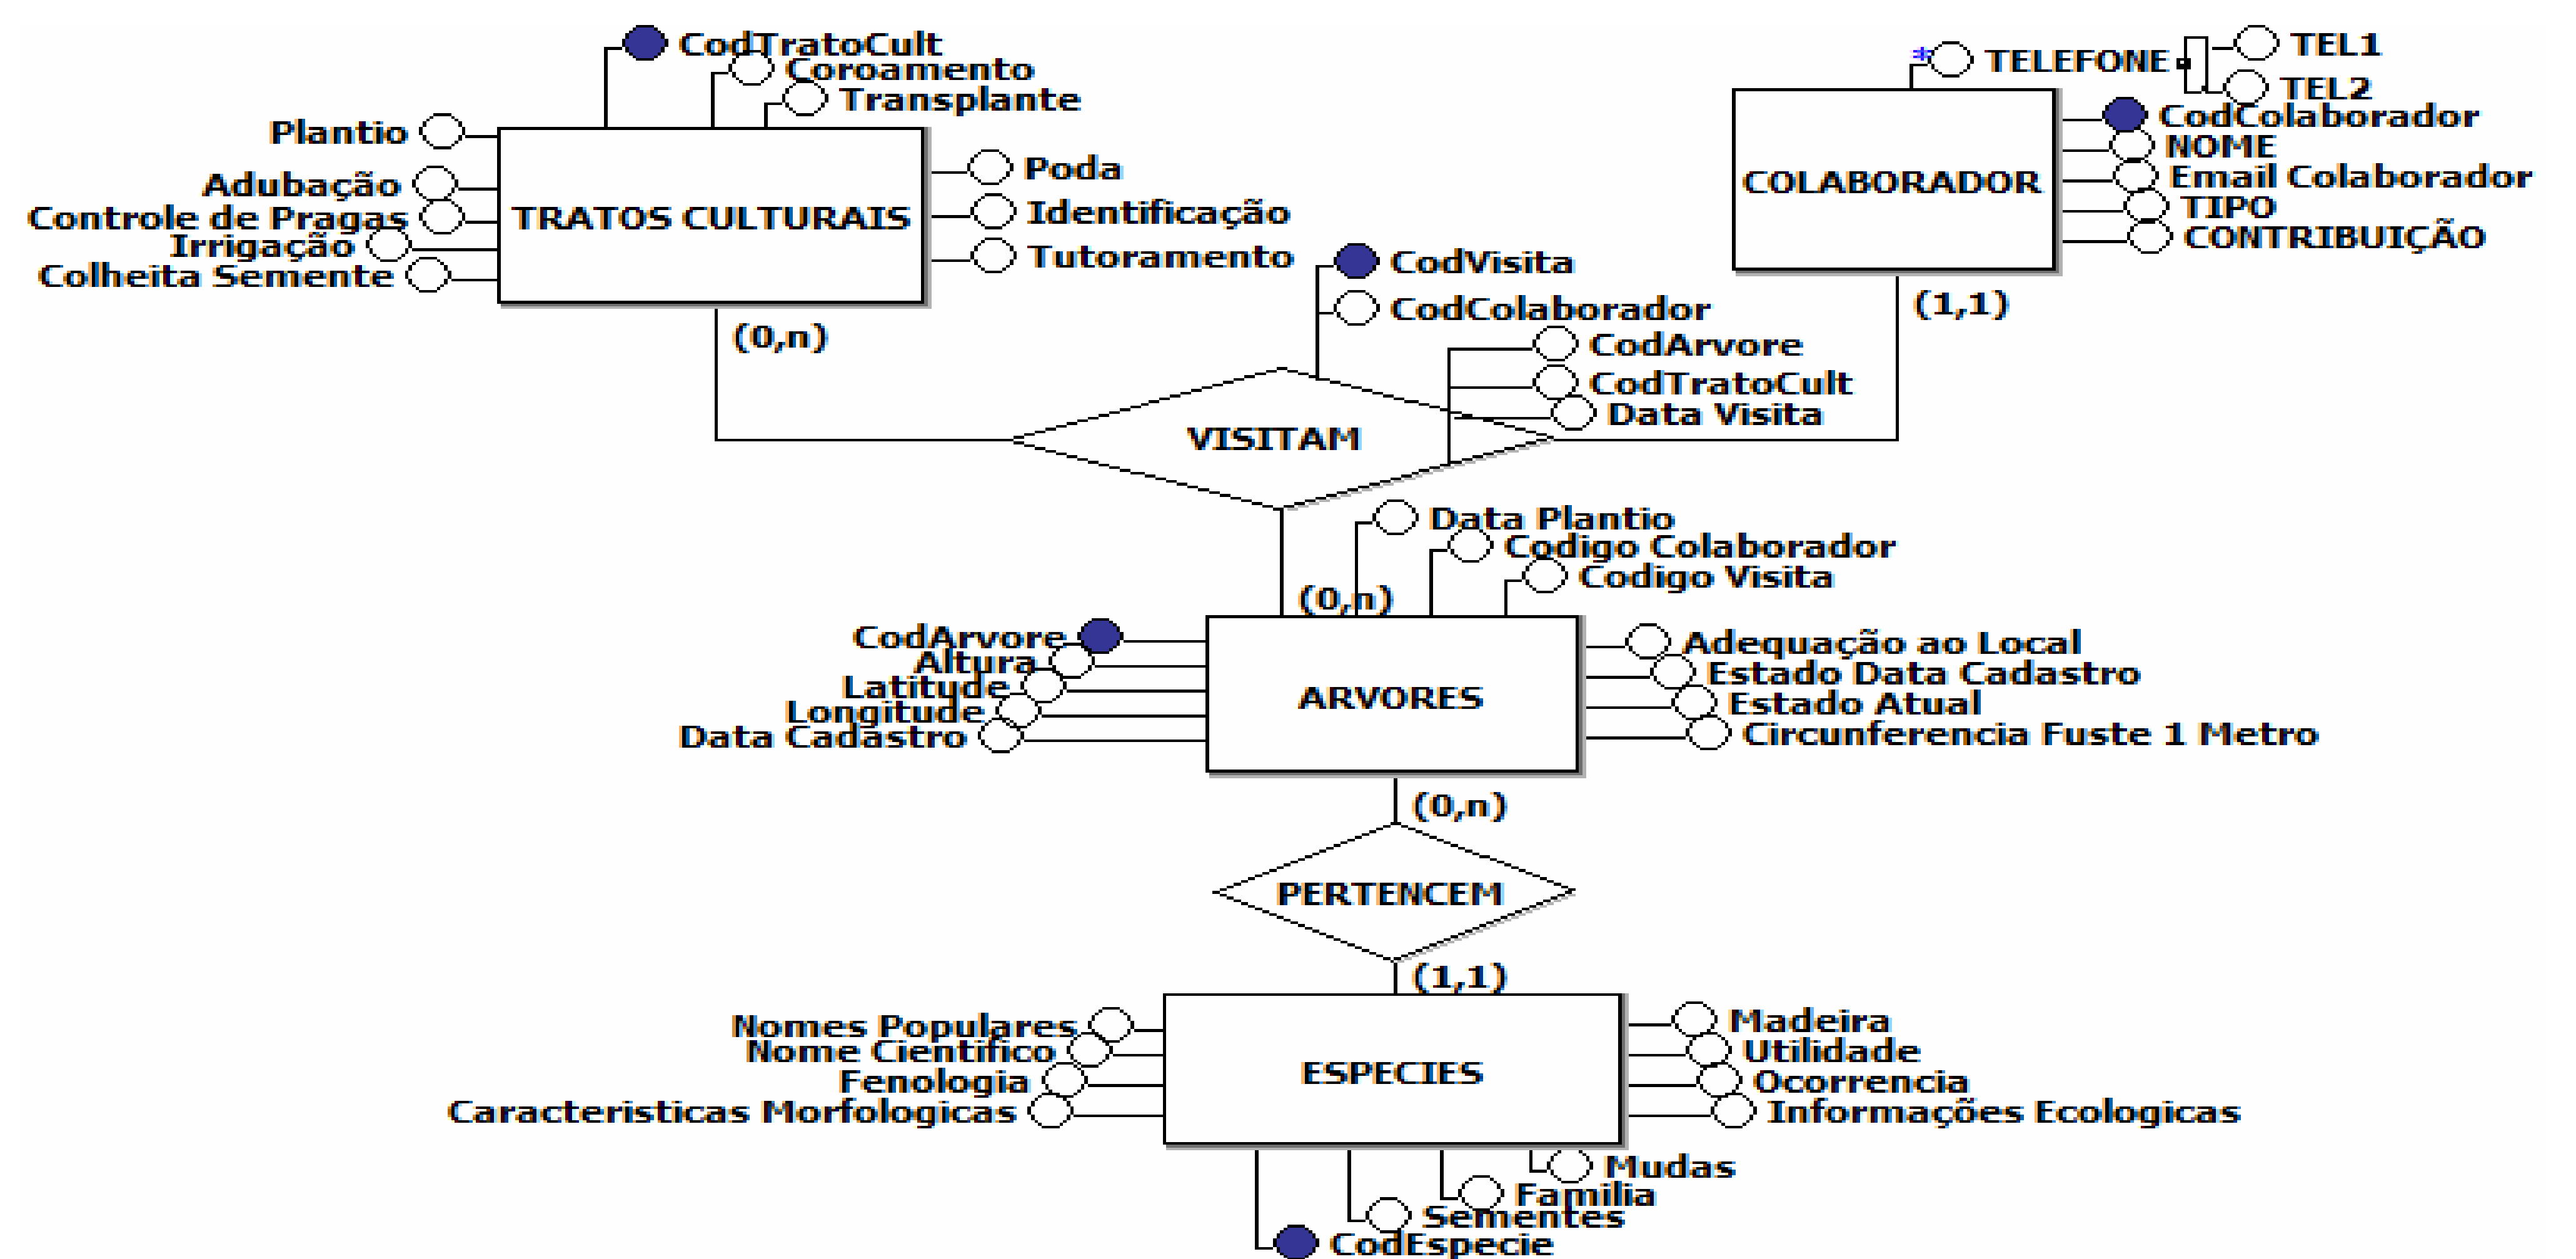 CodTratoCult
Coroamento
Transplante
Plantio
Adubação
Controle de Pragas
Irrigação
Colheita Semente
TRATOS CULTURAIS
Poda
Identificação
Tutoramento
(0,n)
* TELEFONE
TEL1
TEL2
COLABORADOR
CodColaborador
NOME
Email Colaborador
TIPO
CONTRIBUIÇÃO
(1,1)
CodVisita
CodColaborador
CodArvore
CodTratoCult
Data Visita
VISITAM
Data Plantio
Codigo Colaborador
Codigo Visita
(0,n)
CodArvore
Altura
Latitude
Longitude
Data Cadastro
ARVORES
Adequação ao Local
Estado Data Cadastro
Estado Atual
Circunferencia Fuste 1 Metro
(0,n)
PERTENCEM
(1,1)
Nomes Populares
Nome Cientifico
Fenologia
Caracteristicas Morfologicas
ESPECIES
Madeira
Utilidade
Ocorrencia
Informações Ecologicas
Mudas
Familia
Sementes
CodEspecie